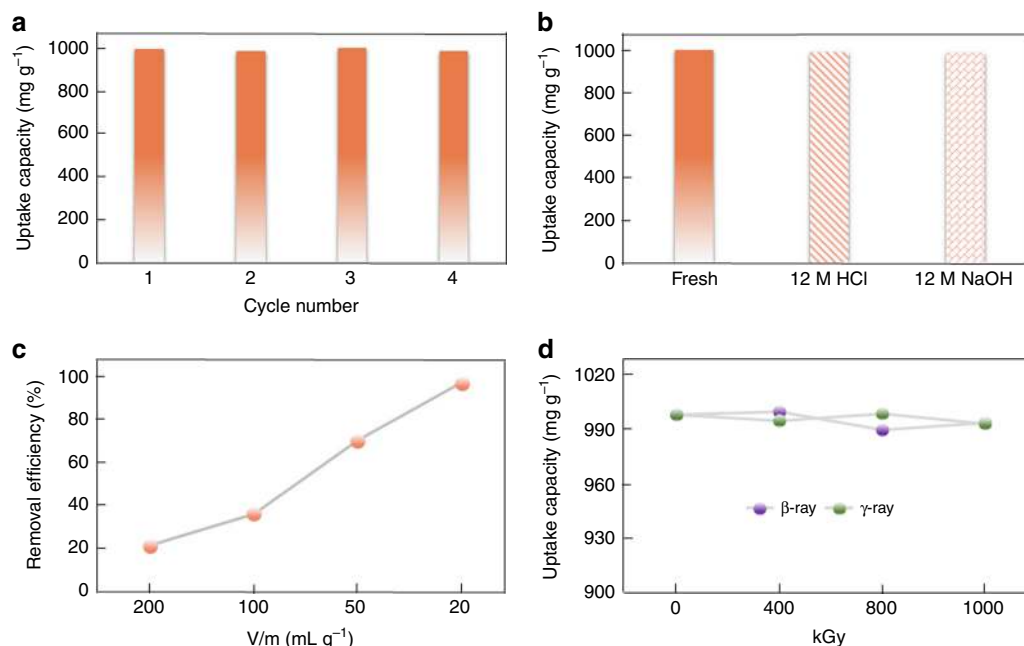 a
Uptake capacity (mg g⁻¹)
1000
800
600
400
200
0
1 2 3 4
Cycle number
b
Uptake capacity (mg g⁻¹)
1000
800
600
400
200
0
Fresh 12 M HCl 12 M NaOH
c
Removal efficiency (%)
100
80
60
40
20
0
200 100 50 20
V/m (mL g⁻¹)
d
Uptake capacity (mg g⁻¹)
1020
990
960
930
900
β-ray γ-ray
0 400 800 1000
kGy